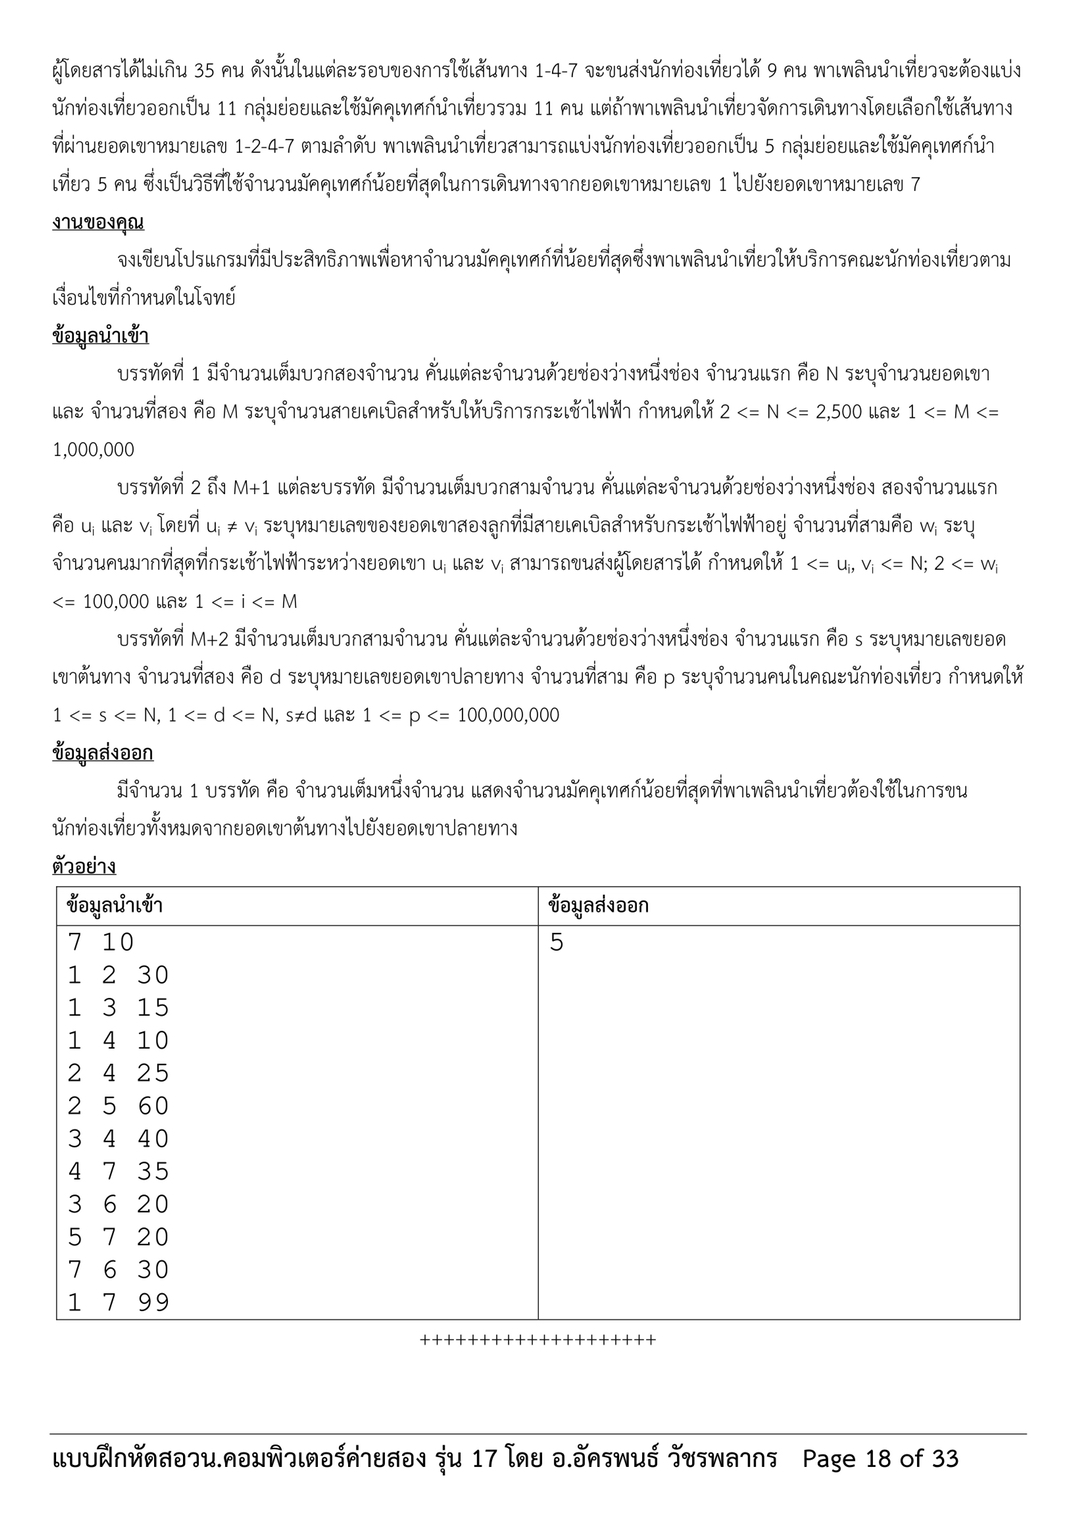 ผู้โดยสารได้ไม่เกิน 35 คน ดังนั้นในแต่ละรอบของการใช้เส้นทาง 1-4-7 จะขนส่งนักท่องเที่ยวได้ 9 คน พาเพลินนำเที่ยวจะต้องแบ่ง
นักท่องเที่ยวออกเป็น 11 กลุ่มย่อยและใช้มัคคุเทศก์นำเที่ยวรวม 11 คน แต่ถ้าพาเพลินนำเที่ยวจัดการเดินทางโดยเลือกใช้เส้นทาง
ที่ผ่านยอดเขาหมายเลข 1-2-4-7 ตามลำดับ พาเพลินนำเที่ยวสามารถแบ่งนักท่องเที่ยวออกเป็น 5 กลุ่มย่อยและใช้มัคคุเทศก์นำ
เที่ยว 5 คน ซึ่งเป็นวิธีที่ใช้จำนวนมัคคุเทศก์น้อยที่สุดในการเดินทางจากยอดเขาหมายเลข 1 ไปยังยอดเขาหมายเลข 7
งานของคุณ
จงเขียนโปรแกรมที่มีประสิทธิภาพเพื่อหาจำนวนมัคคุเทศก์ที่น้อยที่สุดซึ่งพาเพลินนำเที่ยวให้บริการคณะนักท่องเที่ยวตาม
เงื่อนไขที่กำหนดในโจทย์
ข้อมูลนำเข้า
บรรทัดที่ 1 มีจำนวนเต็มบวกสองจำนวน คั่นแต่ละจำนวนด้วยช่องว่างหนึ่งช่อง จำนวนแรก คือ N ระบุจำนวนยอดเขา
และ จำนวนที่สอง คือ M ระบุจำนวนสายเคเบิลสำหรับให้บริการกระเช้าไฟฟ้า กำหนดให้ 2 <= N <= 2,500 และ 1 <= M <=
1,000,000
บรรทัดที่ 2 ถึง M+1 แต่ละบรรทัด มีจำนวนเต็มบวกสามจำนวน คั่นแต่ละจำนวนด้วยช่องว่างหนึ่งช่อง สองจำนวนแรก
คือ uᵢ และ vᵢ โดยที่ uᵢ ≠ vᵢ ระบุหมายเลขของยอดเขาสองลูกที่มีสายเคเบิลสำหรับกระเช้าไฟฟ้าอยู่ จำนวนที่สามคือ wᵢ ระบุ
จำนวนคนมากที่สุดที่กระเช้าไฟฟ้าระหว่างยอดเขา uᵢ และ vᵢ สามารถขนส่งผู้โดยสารได้ กำหนดให้ 1 <= uᵢ, vᵢ <= N; 2 <= wᵢ
<= 100,000 และ 1 <= i <= M
บรรทัดที่ M+2 มีจำนวนเต็มบวกสามจำนวน คั่นแต่ละจำนวนด้วยช่องว่างหนึ่งช่อง จำนวนแรก คือ s ระบุหมายเลขยอด
เขาต้นทาง จำนวนที่สอง คือ d ระบุหมายเลขยอดเขาปลายทาง จำนวนที่สาม คือ p ระบุจำนวนคนในคณะนักท่องเที่ยว กำหนดให้
1 <= s <= N, 1 <= d <= N, s≠d และ 1 <= p <= 100,000,000
ข้อมูลส่งออก
มีจำนวน 1 บรรทัด คือ จำนวนเต็มหนึ่งจำนวน แสดงจำนวนมัคคุเทศก์น้อยที่สุดที่พาเพลินนำเที่ยวต้องใช้ในการขน
นักท่องเที่ยวทั้งหมดจากยอดเขาต้นทางไปยังยอดเขาปลายทาง
ตัวอย่าง
ข้อมูลนำเข้า ข้อมูลส่งออก
7 10 5
1 2 30
1 3 15
1 4 10
2 4 25
2 5 60
3 4 40
4 7 35
3 6 20
5 7 20
7 6 30
1 7 99
++++++++++++++++++++
แบบฝึกหัดสอวน.คอมพิวเตอร์ค่ายสอง รุ่น 17 โดย อ.อัครพนธ์ วัชรพลากร Page 18 of 33